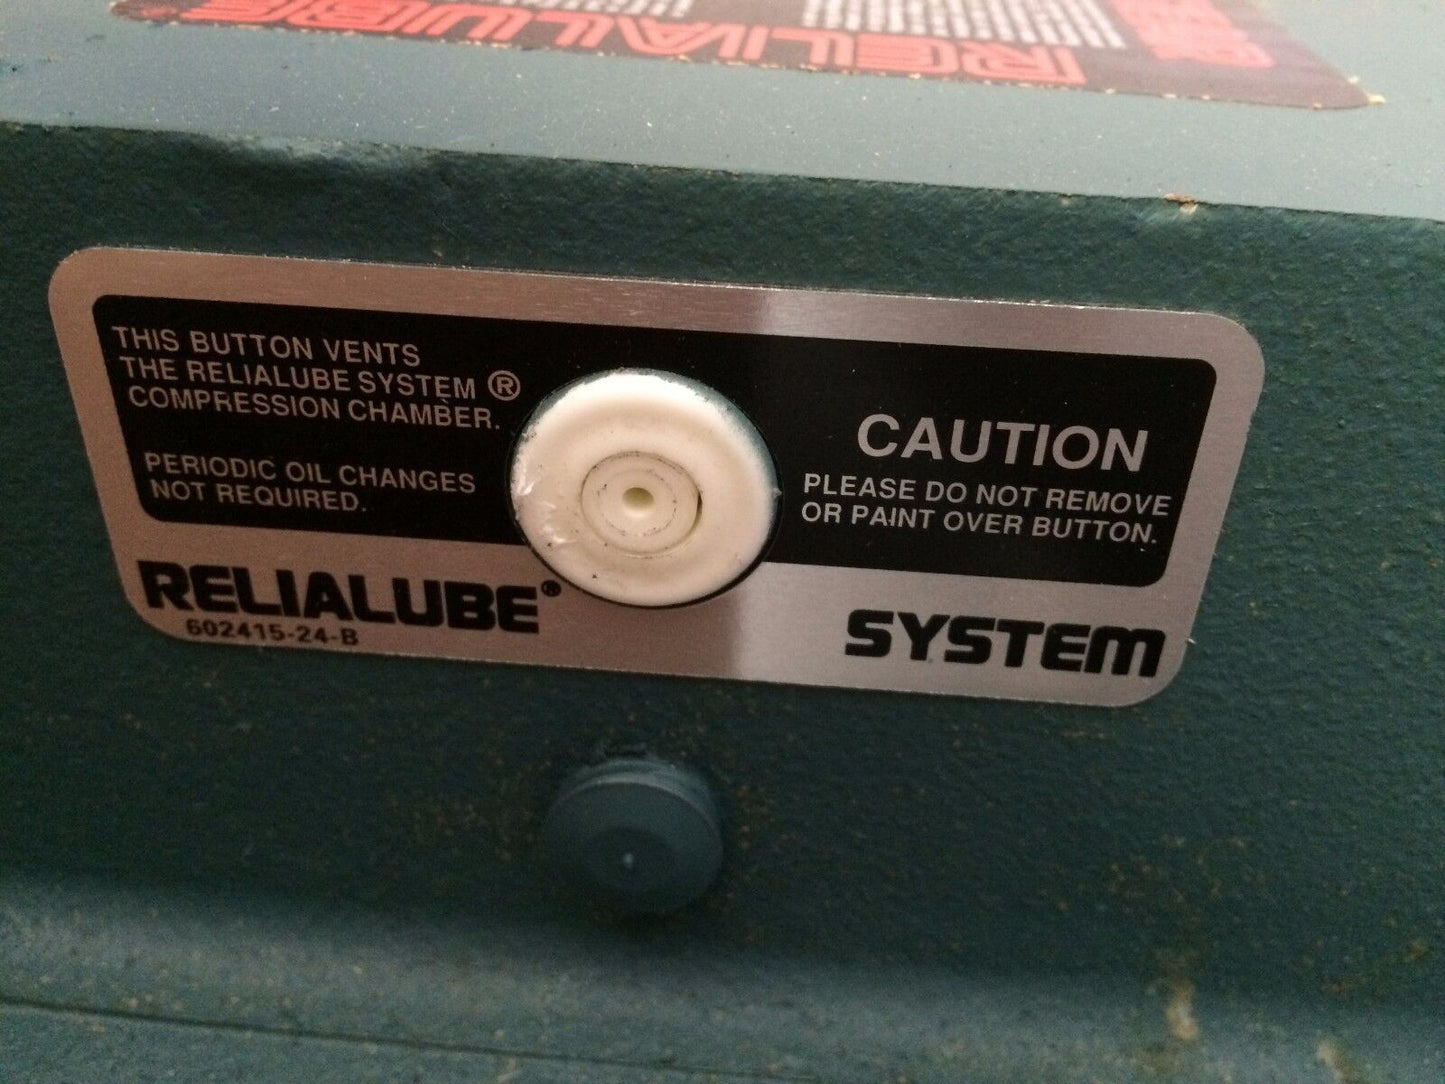 RELIALUBE
THIS BUTTON VENTS
THE RELIALUBE SYSTEM ®
COMPRESSION CHAMBER.
PERIODIC OIL CHANGES
NOT REQUIRED.
CAUTION
PLEASE DO NOT REMOVE
OR PAINT OVER BUTTON.
RELIALUBE®
602415-24-B
SYSTEM